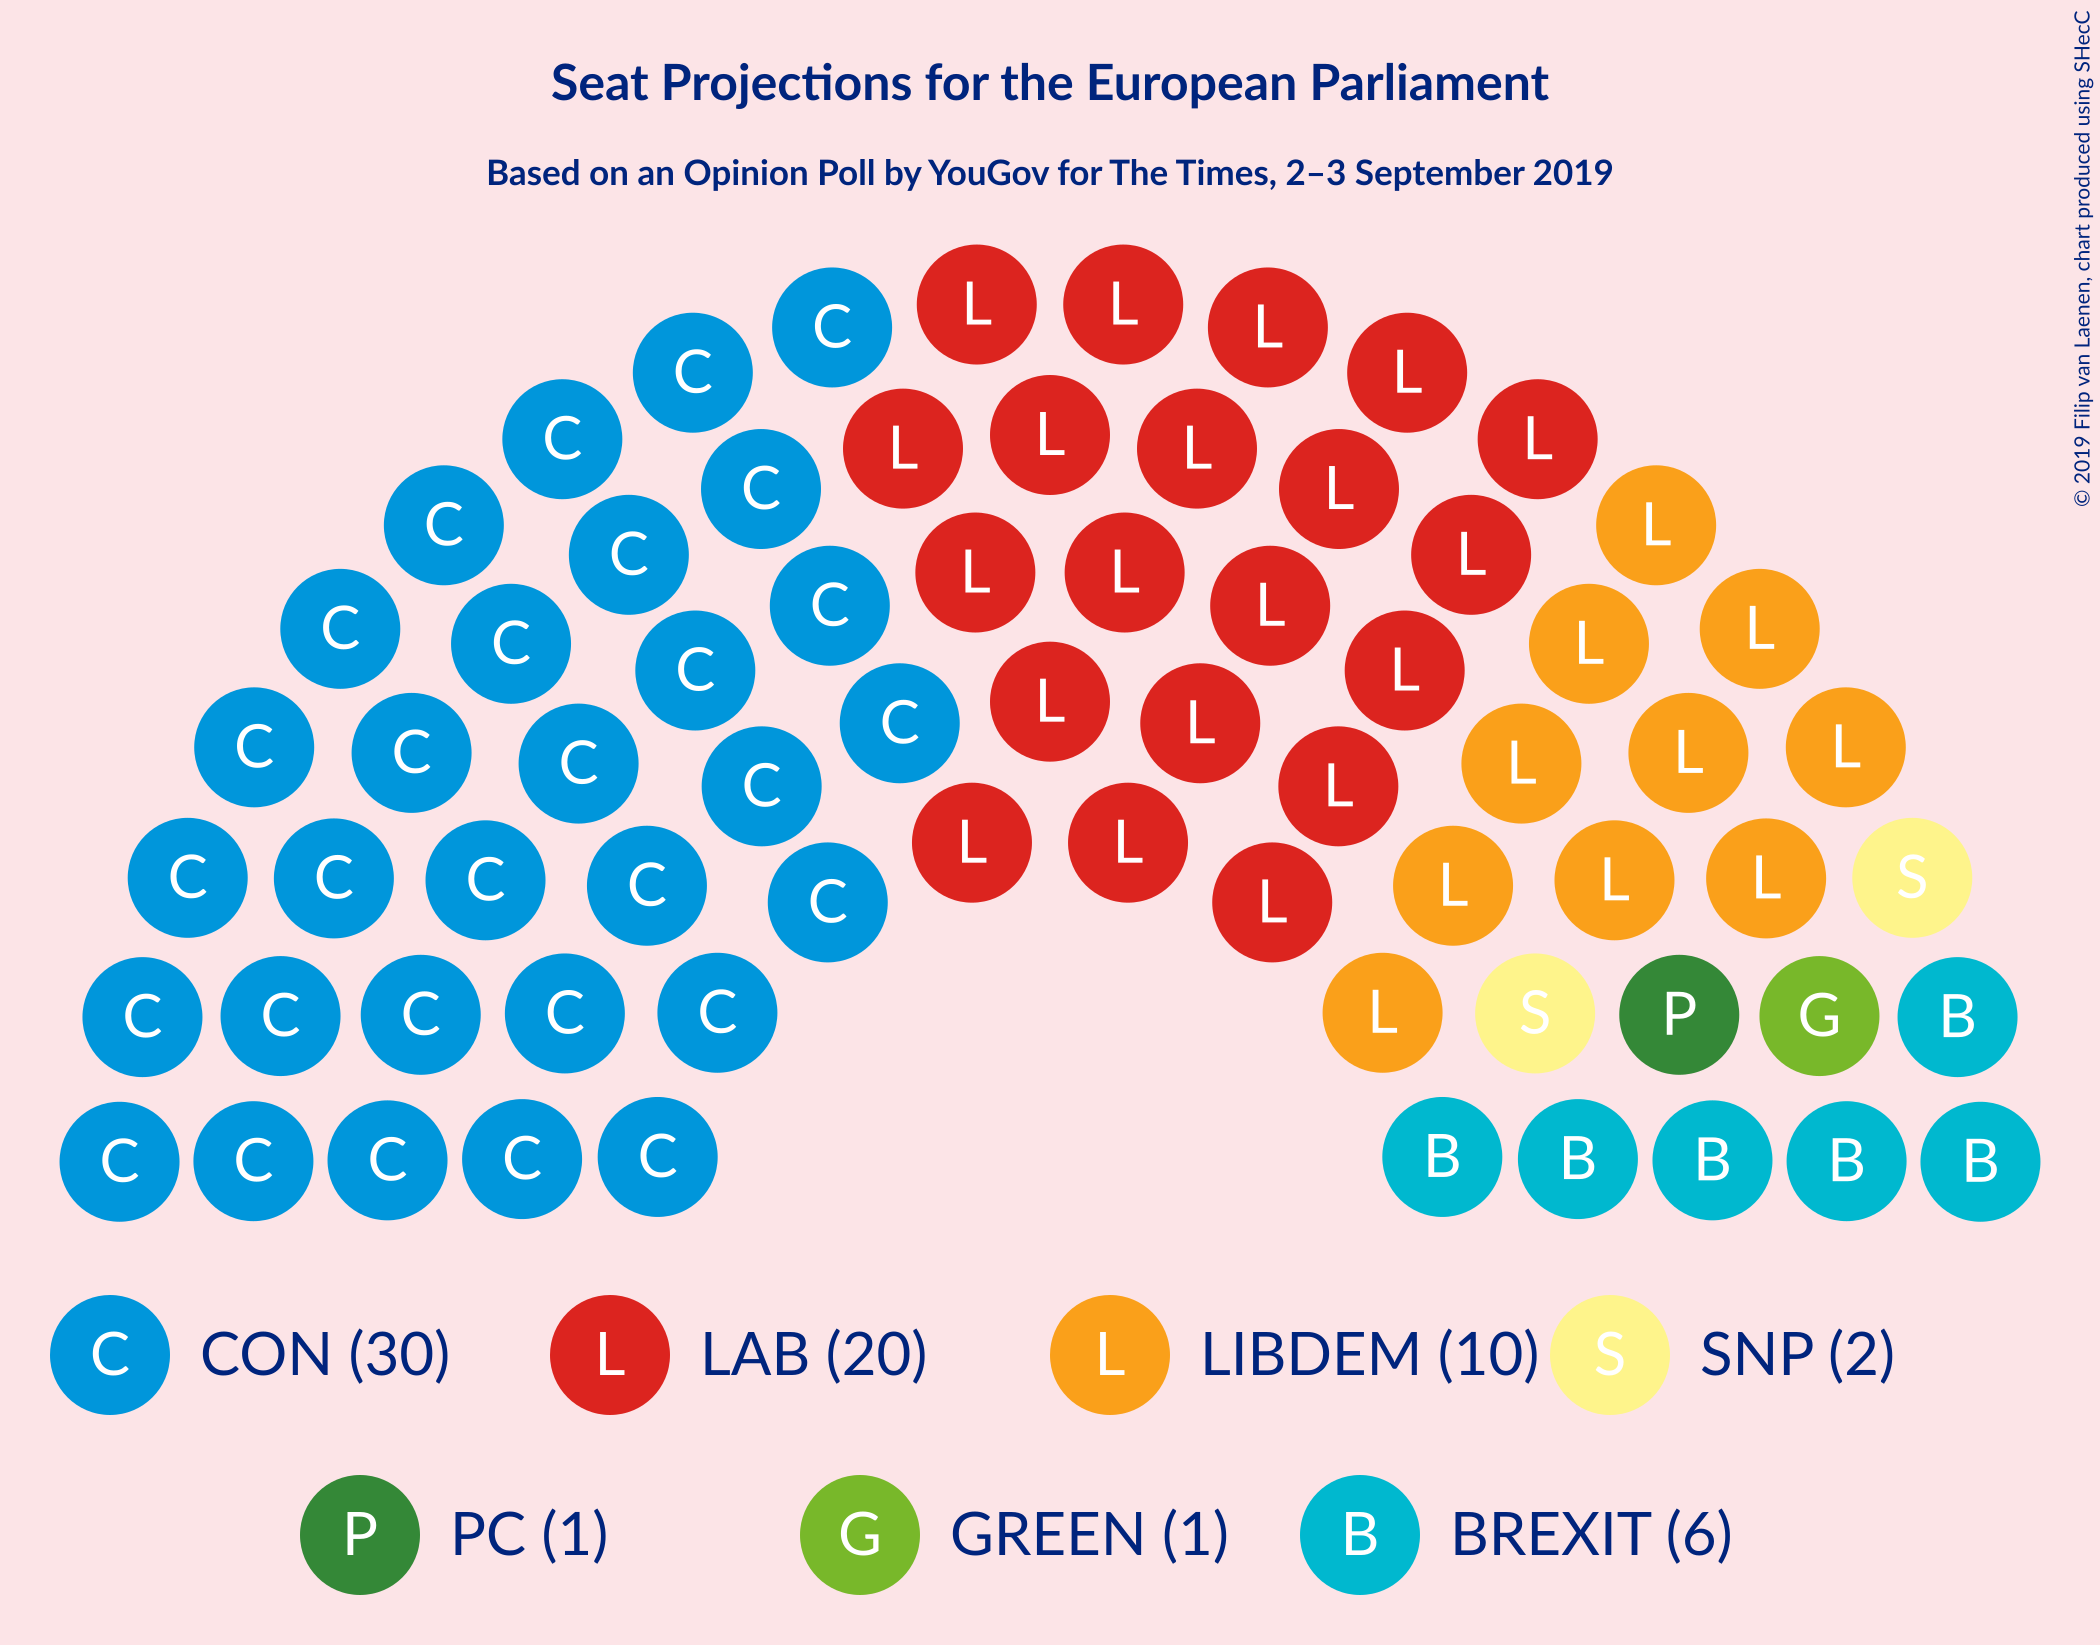 Seat Projections for the European Parliament
Based on an Opinion Poll by YouGov for The Times, 2–3 September 2019
© 2019 Filip van Laenen, chart produced using SHecC
L L
C L
C L
L
L L
C L
C L
C L
C L
L L
C L
C L
C L
C L
C L
C L
L
C L
C L
C L
C L
C L
L L
C L
C L
C S
C L
C L
C L
C L
C C C C C L S P G B
C C C C C B B B B B
C CON (30) L LAB (20) L LIBDEM (10) S SNP (2)
P PC (1) G GREEN (1) B BREXIT (6)